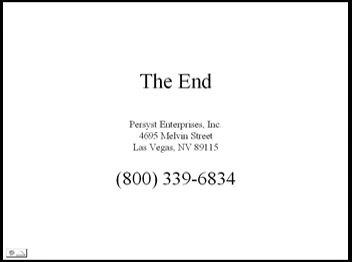 The End
Persyst Enterprises, Inc.
4695 Melvin Street
Las Vegas, NV 89115
(800) 339-6834